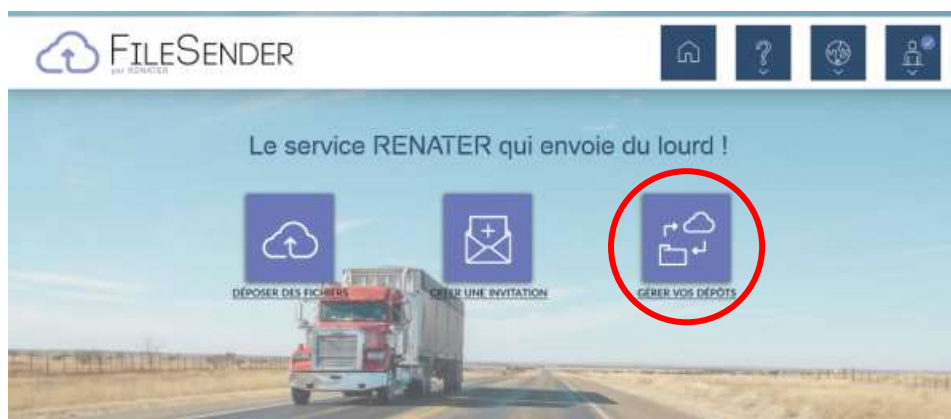 FILESENDER
par RENATER
Le service RENATER qui envoie du lourd !
DÉPOSER DES FICHIERS
CRÉER UNE INVITATION
GÉRER VOS DÉPÔTS